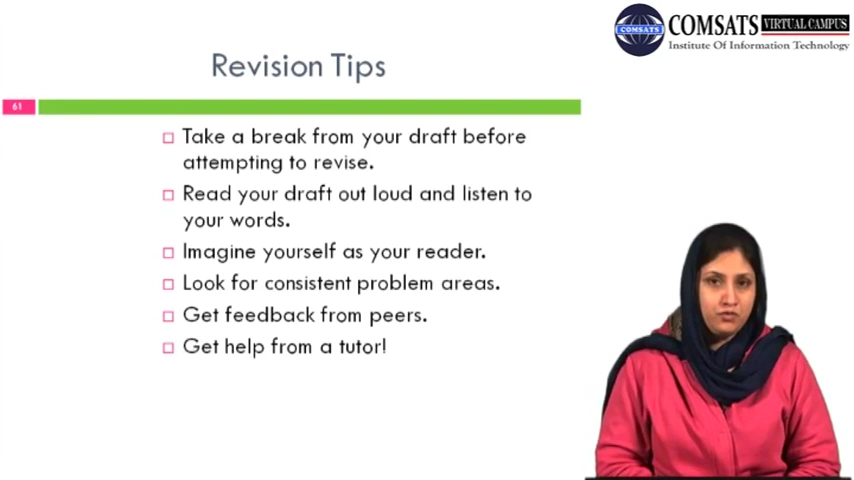 COMSATS VIRTUAL CAMPUS
COMSATS
Institute Of Information Technology
Revision Tips
61
Take a break from your draft before
attempting to revise.
Read your draft out loud and listen to
your words.
Imagine yourself as your reader.
Look for consistent problem areas.
Get feedback from peers.
Get help from a tutor!